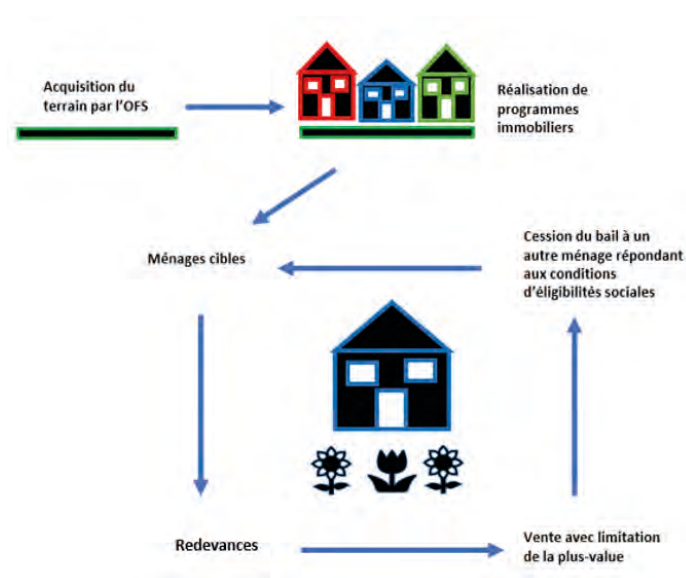 Acquisition du
terrain par l'OFS
Réalisation de
programmes
immobiliers
Ménages cibles
Cession du bail à un
autre ménage répondant
aux conditions
d'éligibilités sociales
Redevances
Vente avec limitation
de la plus-value